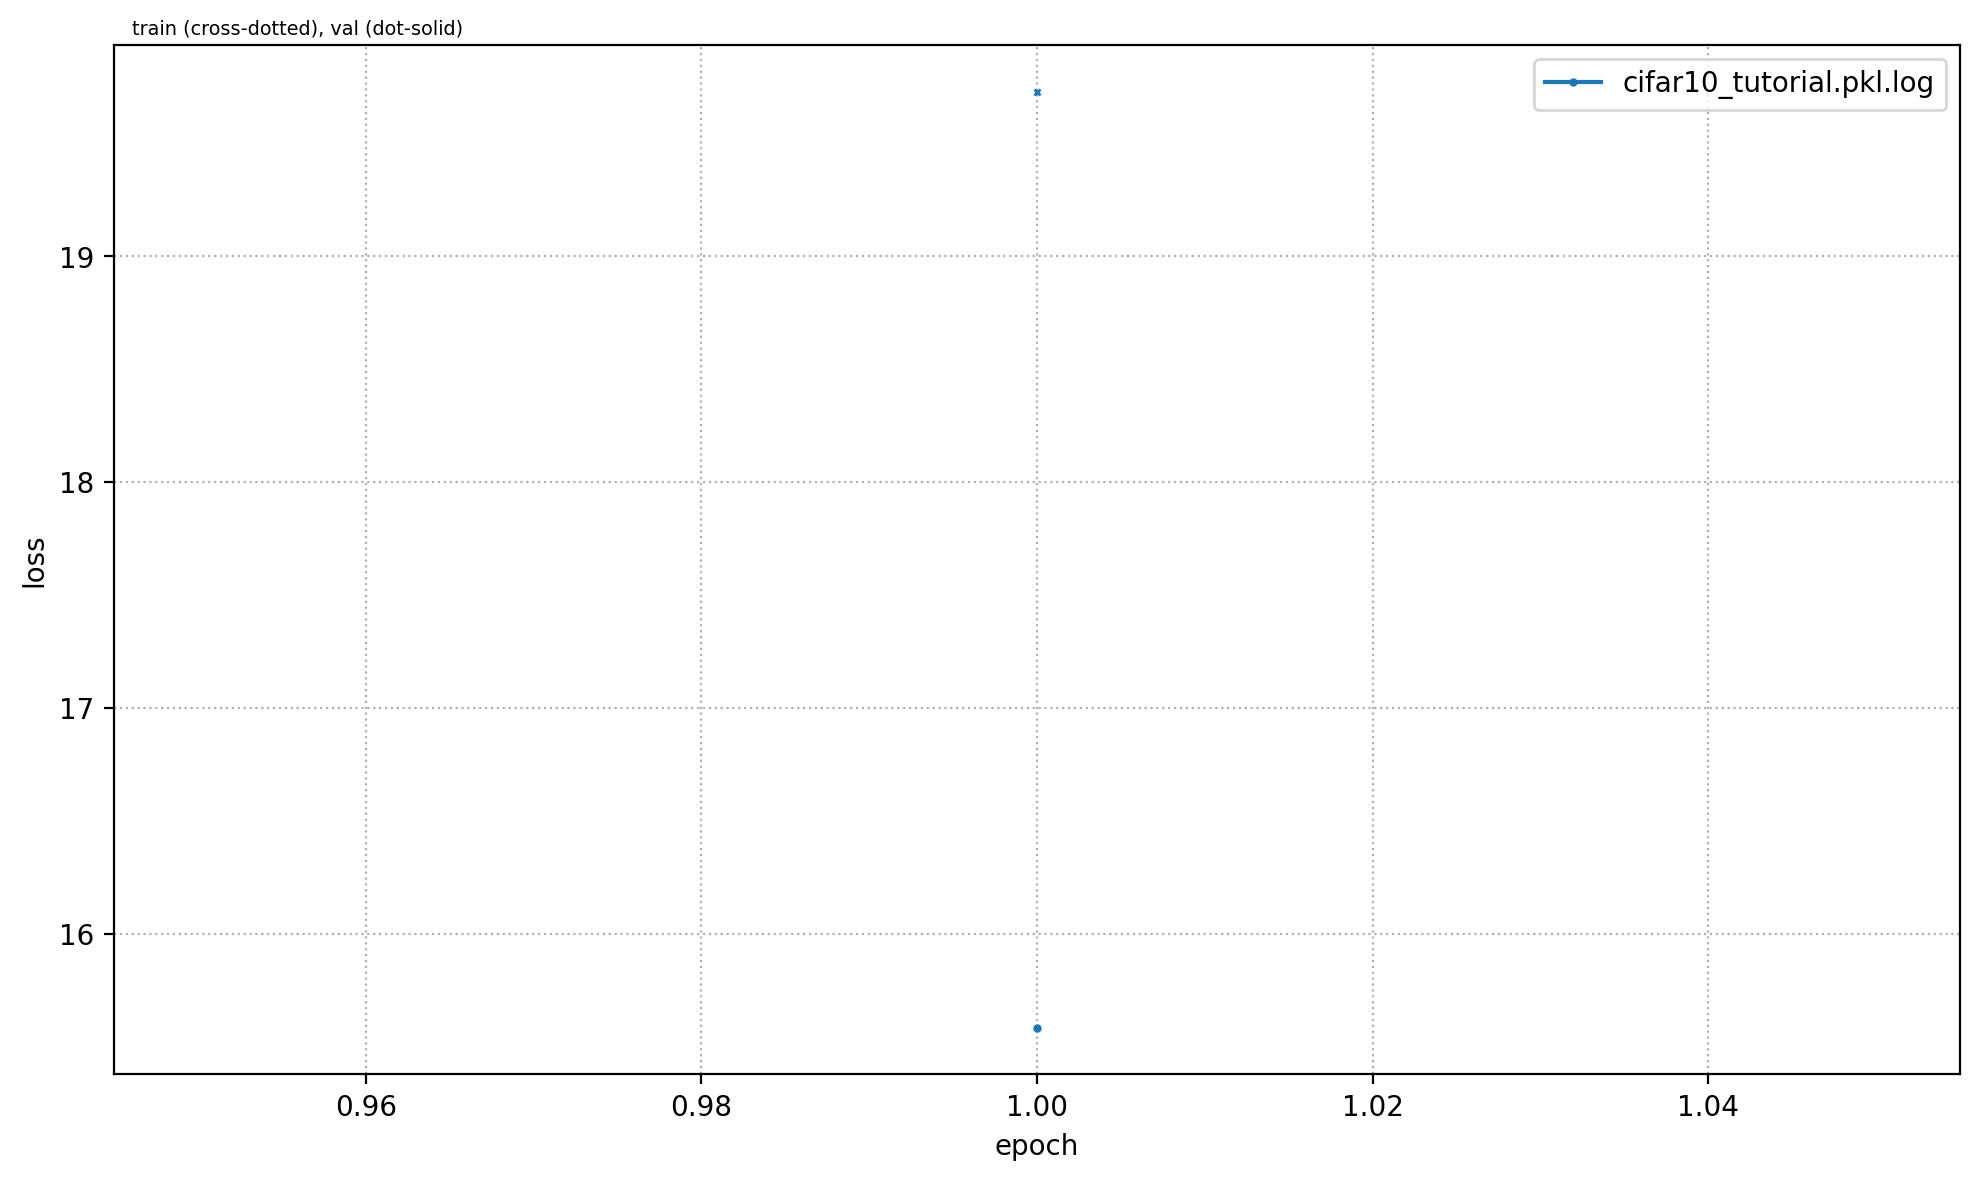 train (cross-dotted), val (dot-solid)
cifar10_tutorial.pkl.log
19
18
17
16
loss
0.96 0.98 1.00 1.02 1.04
epoch